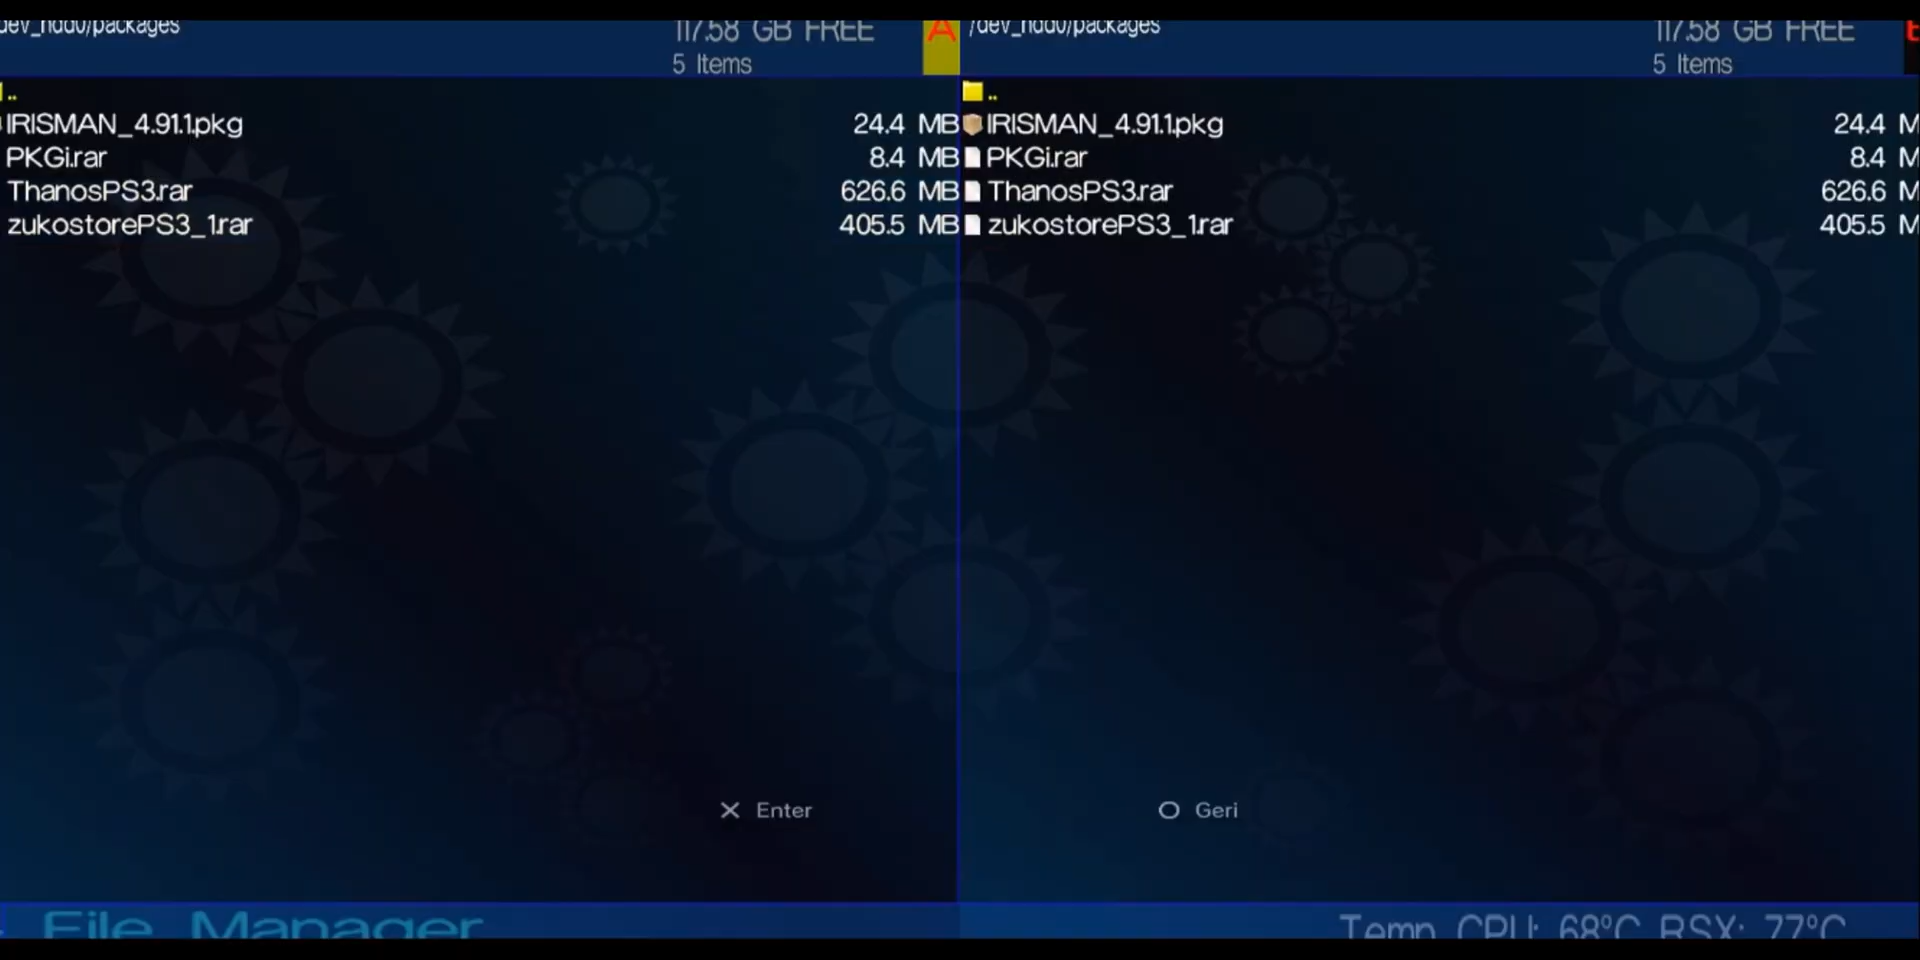 dev_hdd0/packages
117.58 GB FREE
5 Items
A
..
IRISMAN_4.91.1.pkg 24.4 MB
PKGi.rar 8.4 MB
ThanosPS3.rar 626.6 MB
zukostorePS3_1.rar 405.5 MB
/dev_hdd0/packages
117.58 GB FREE
5 Items
..
IRISMAN_4.91.1.pkg 24.4 M
PKGi.rar 8.4 M
ThanosPS3.rar 626.6 M
zukostorePS3_1.rar 405.5 M
X Enter
O Geri
File Manager
Temp CPU: 68°C RSX: 77°C